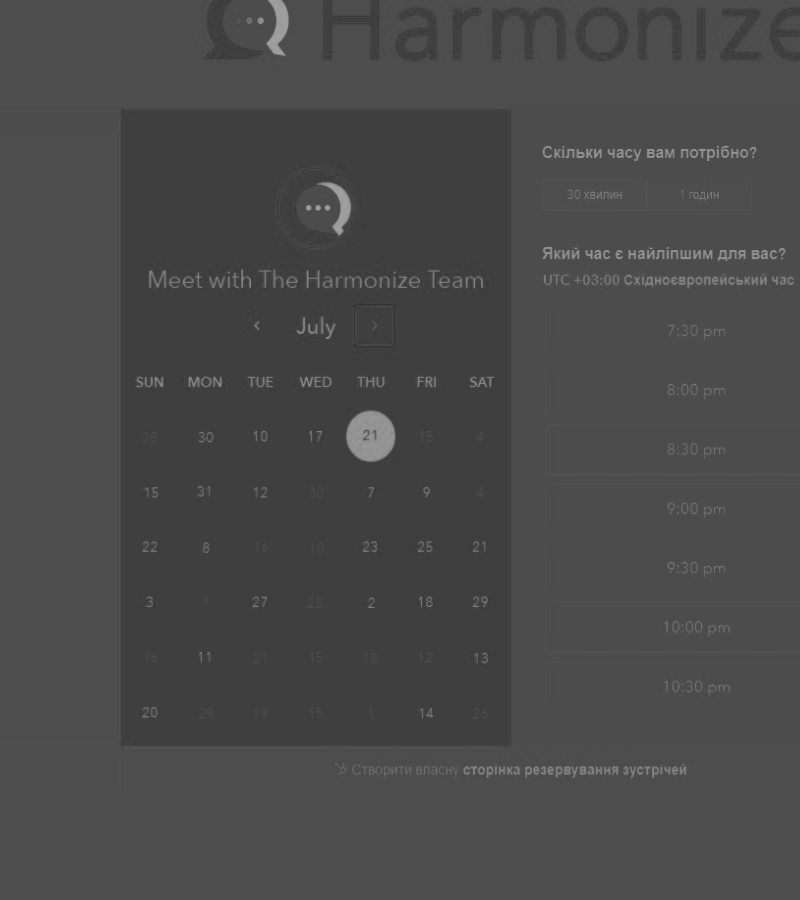 Harmonize
Meet with The Harmonize Team
July
SUN MON TUE WED THU FRI SAT
28 30 10 17 21 15 4
15 31 12 30 7 9 4
22 8 16 10 23 25 21
3 1 27 25 2 18 29
16 11 21 15 18 12 13
20 29 19 15 1 14 26
Скільки часу вам потрібно?
30 хвилин 1 годин
Який час є найліпшим для вас?
UTC +03:00 Східноєвропейський час
7:30 pm
8:00 pm
8:30 pm
9:00 pm
9:30 pm
10:00 pm
10:30 pm
Створити власну сторінка резервування зустрічей